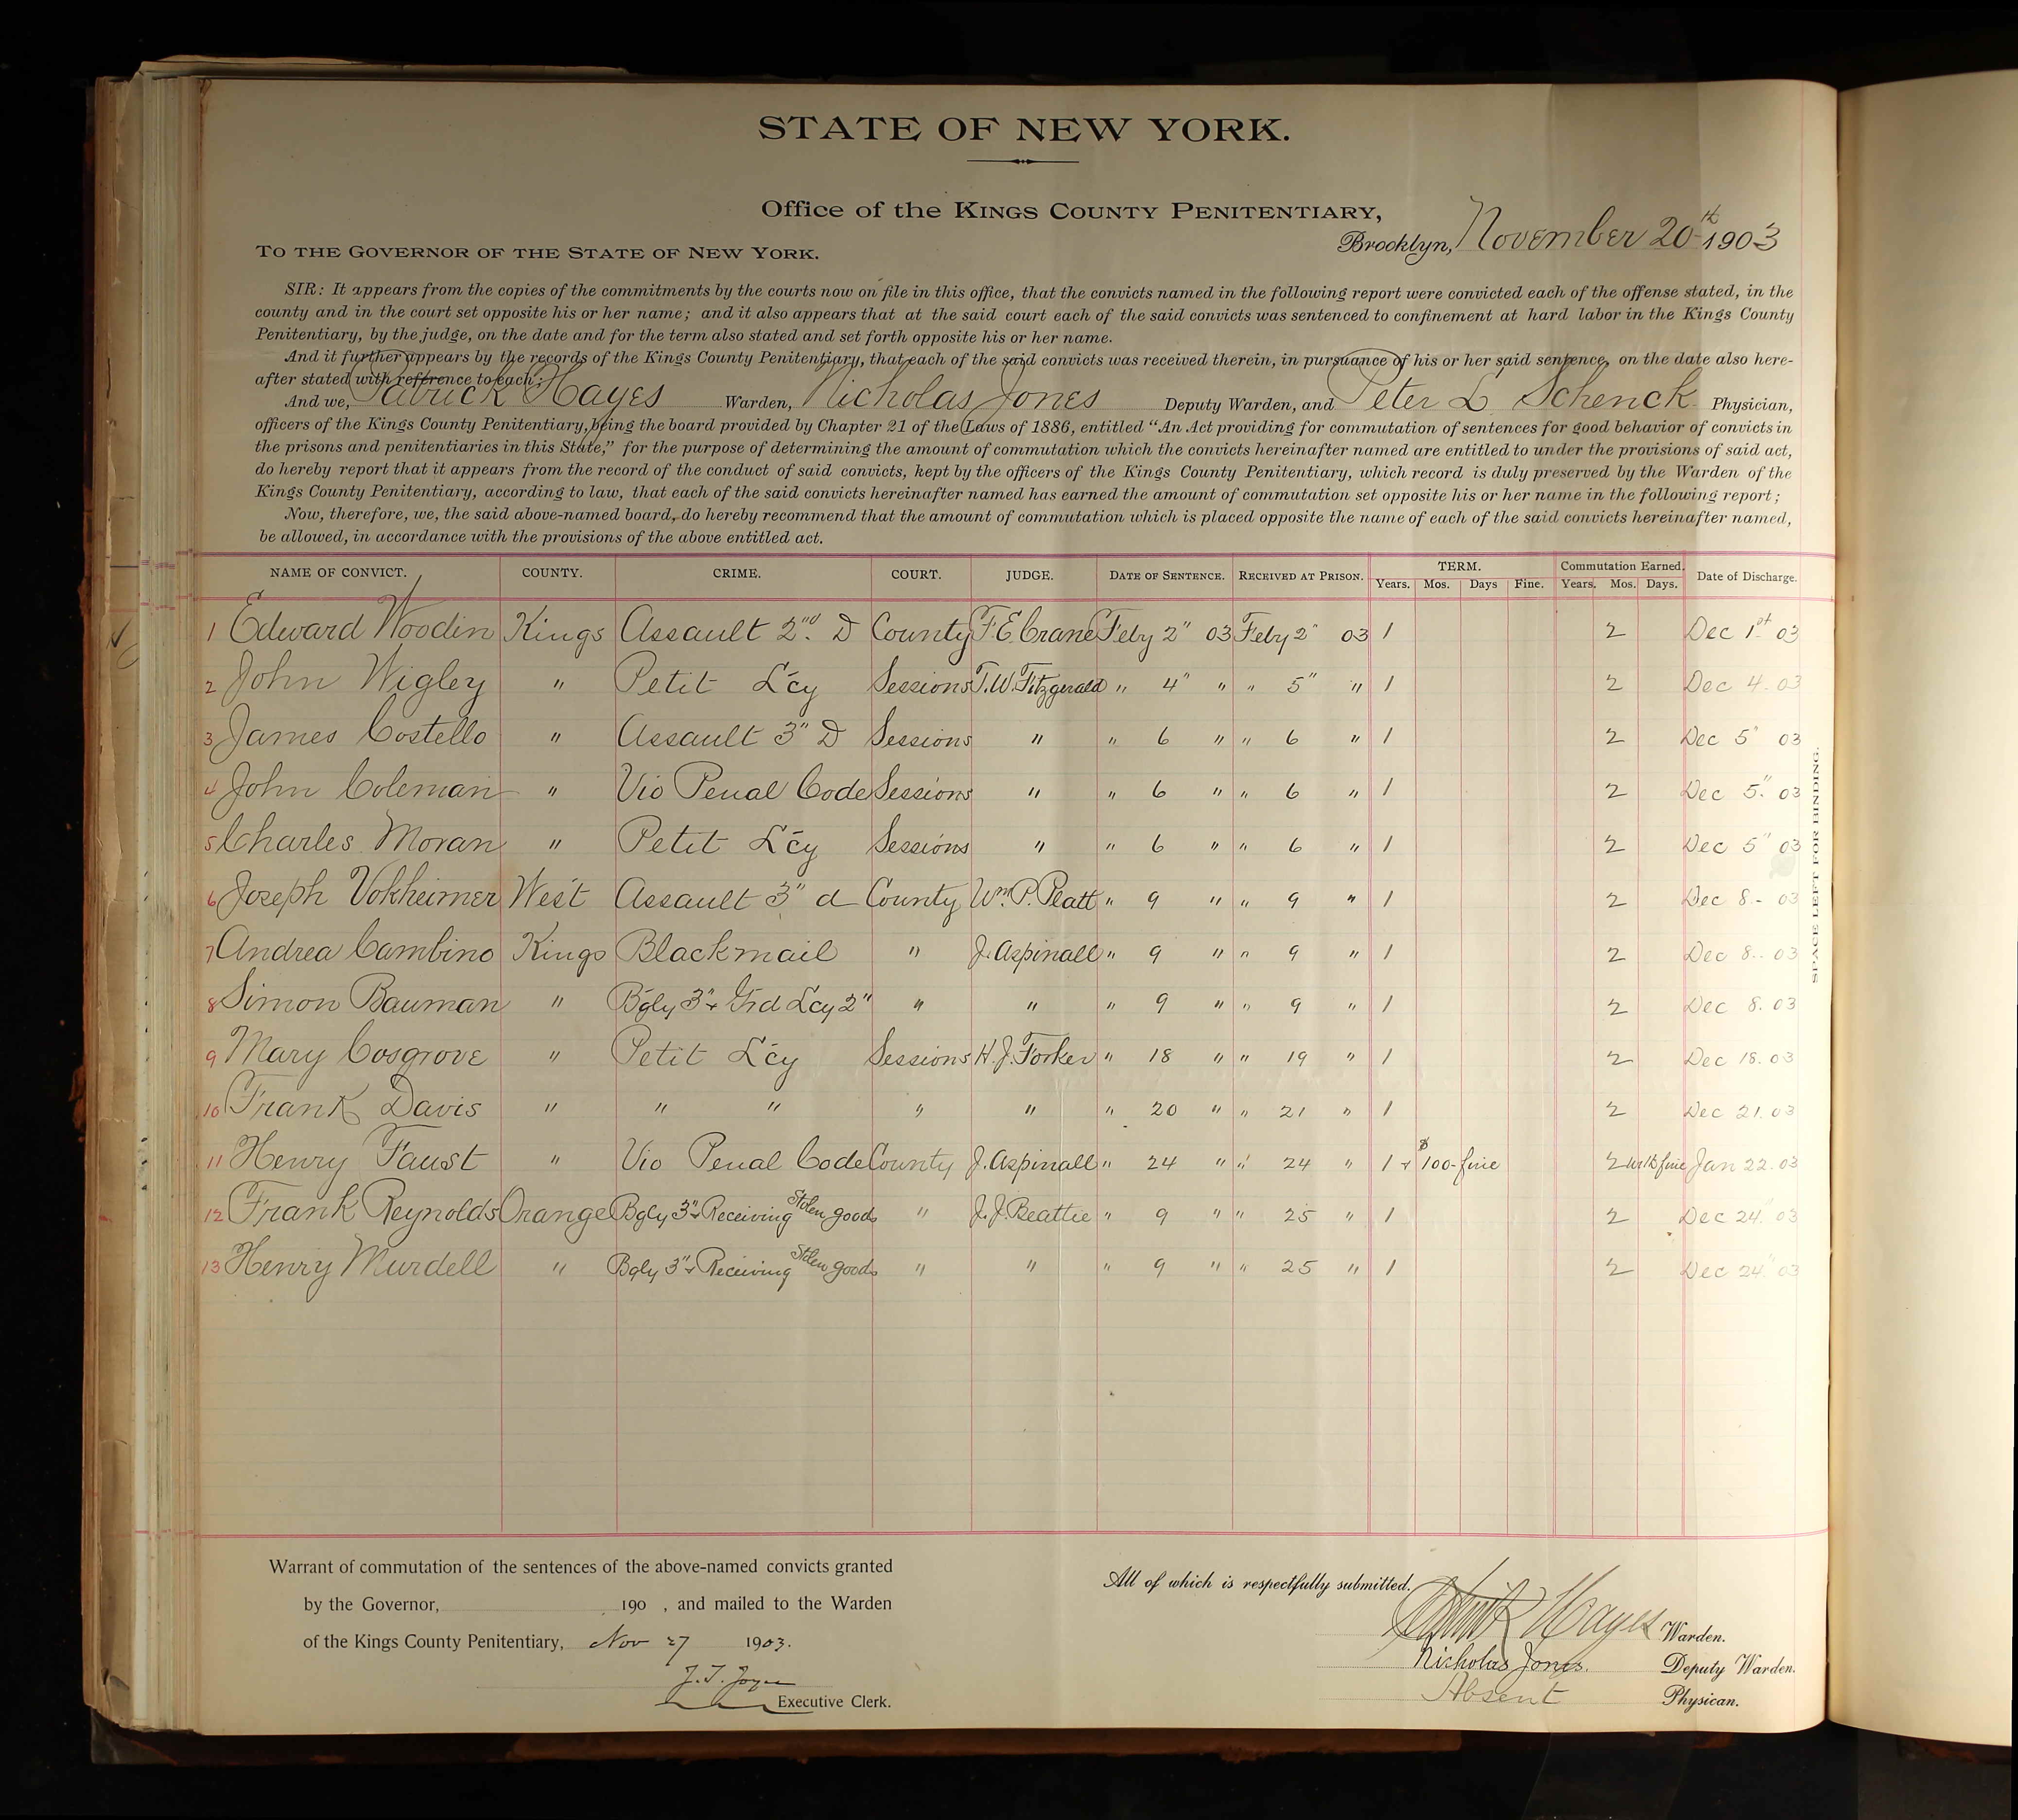 STATE OF NEW YORK.
Office of the KINGS COUNTY PENITENTIARY,
Brooklyn, November 20th 1903
TO THE GOVERNOR OF THE STATE OF NEW YORK.
SIR: It appears from the copies of the commitments by the courts now on file in this office, that the convicts named in the following report were convicted each of the offense stated, in the
county and in the court set opposite his or her name; and it also appears that at the said court each of the said convicts was sentenced to confinement at hard labor in the Kings County
Penitentiary, by the judge, on the date and for the term also stated and set forth opposite his or her name.
And it further appears by the records of the Kings County Penitentiary, that each of the said convicts was received therein, in pursuance of his or her said sentence, on the date also here-
after stated with reference to each:
And we, Patrick Hayes Warden, Nicholas Jones Deputy Warden, and Peter L. Schenck Physician,
officers of the Kings County Penitentiary, being the board provided by Chapter 21 of the Laws of 1886, entitled "An Act providing for commutation of sentences for good behavior of convicts in
the prisons and penitentiaries in this State," for the purpose of determining the amount of commutation which the convicts hereinafter named are entitled to under the provisions of said act,
do hereby report that it appears from the record of the conduct of said convicts, kept by the officers of the Kings County Penitentiary, which record is duly preserved by the Warden of the
Kings County Penitentiary, according to law, that each of the said convicts hereinafter named has earned the amount of commutation set opposite his or her name in the following report;
Now, therefore, we, the said above-named board, do hereby recommend that the amount of commutation which is placed opposite the name of each of the said convicts hereinafter named,
be allowed, in accordance with the provisions of the above entitled act.
NAME OF CONVICT. COUNTY. CRIME. COURT. JUDGE. DATE OF SENTENCE. RECEIVED AT PRISON. TERM. Commutation Earned. Date of Discharge.
Years. Mos. Days Fine. Years. Mos. Days.
1 Edward Woodin Kings Assault 2nd D County F.E. Crane Feby 2" 03 Feby 2" 03 1 2 Dec 1st 03
2 John Wigley " Petit L'cy Sessions T.W. Fitzgerald " 4" " " 5" " 1 2 Dec 4. 03
3 James Costello " Assault 3" D Sessions " " 6 " " 6 " 1 2 Dec 5" 03
4 John Coleman " Vio Penal Code Sessions " " 6 " " 6 " 1 2 Dec 5" 03
5 Charles Moran " Petit L'cy Sessions " " 6 " " 6 " 1 2 Dec 5" 03
6 Joseph Vokheimer West Assault 3" d County Wm. P. Platt " 9 " " 9 " 1 2 Dec 8 - 03
7 Andrea Cambino Kings Blackmail " J. Aspinall " 9 " " 9 " 1 2 Dec 8.. 03
8 Simon Bauman " Bgly 3" & Grd Lcy 2" " " " 9 " " 9 " 1 2 Dec 8. 03
9 Mary Cosgrove " Petit L'cy Sessions H.J. Forker " 18 " " 19 " 1 2 Dec 18. 03
10 Frank Davis " " " " " " 20 " " 21 " 1 2 Dec 21. 03
11 Henry Faust " Vio Penal Code County J. Aspinall " 24 " " 24 " 1 & $100- fine 2 fine Jan 22. 03
12 Frank Reynolds Orange Bgly 3" & Receiving Stolen goods " J.J. Beattie " 9 " " 25 " 1 2 Dec 24" 03
13 Henry Murdell " Bgly 3" & Receiving Stolen goods " " " 9 " " 25 " 1 2 Dec 24" 03
SPACE LEFT FOR BINDING.
Warrant of commutation of the sentences of the above-named convicts granted
by the Governor, 190 , and mailed to the Warden
of the Kings County Penitentiary, Nov 27 1903.
J.T. Joyce
Executive Clerk.
All of which is respectfully submitted.
Patrick Hayes Warden.
Nicholas Jones. Deputy Warden.
Absent Physican.